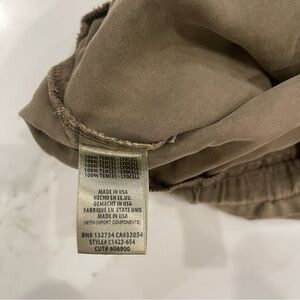 100% TENCEL - LYOCELL
100% TENCEL - LYOCELL
100% TENCEL - LYOCELL
100% TENCEL - LYOCELL
MADE IN USA
HECHO EN EE.UU.
GEMACHT IN USA
FABRIQUÉ EN ETATS UNIS
MADE IN USA
(WITH IMPORT COMPONENTS)
RN# 132734 CA#32054
STYLE# C1422-654
CUT# 606900